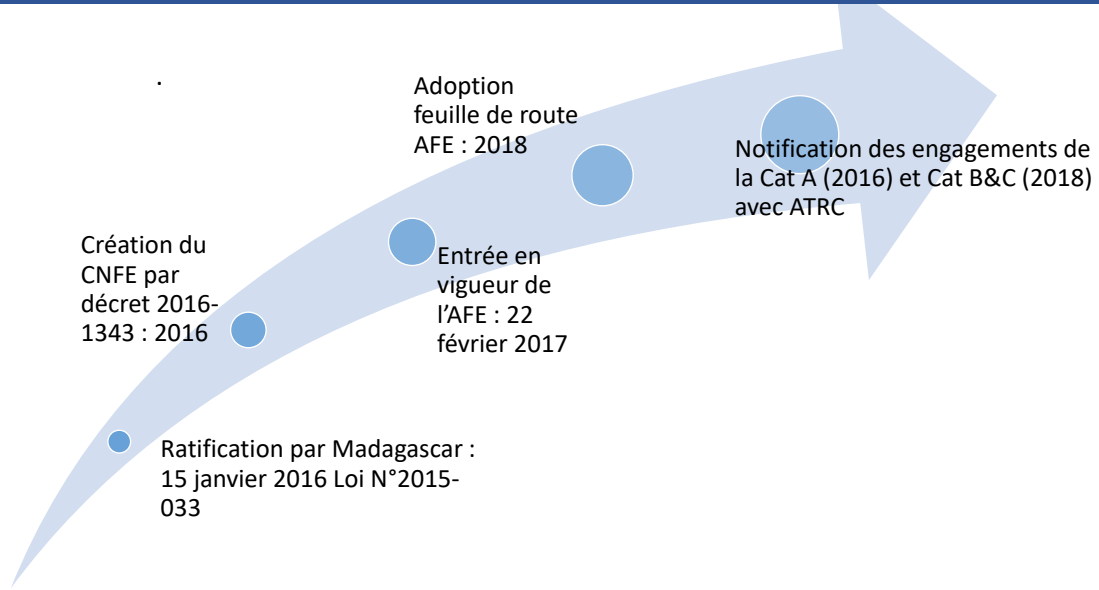 .
Adoption
feuille de route
AFE : 2018
Notification des engagements de
la Cat A (2016) et Cat B&C (2018)
avec ATRC
Création du
CNFE par
décret 2016-
1343 : 2016
Entrée en
vigueur de
l’AFE : 22
février 2017
Ratification par Madagascar :
15 janvier 2016 Loi N°2015-
033